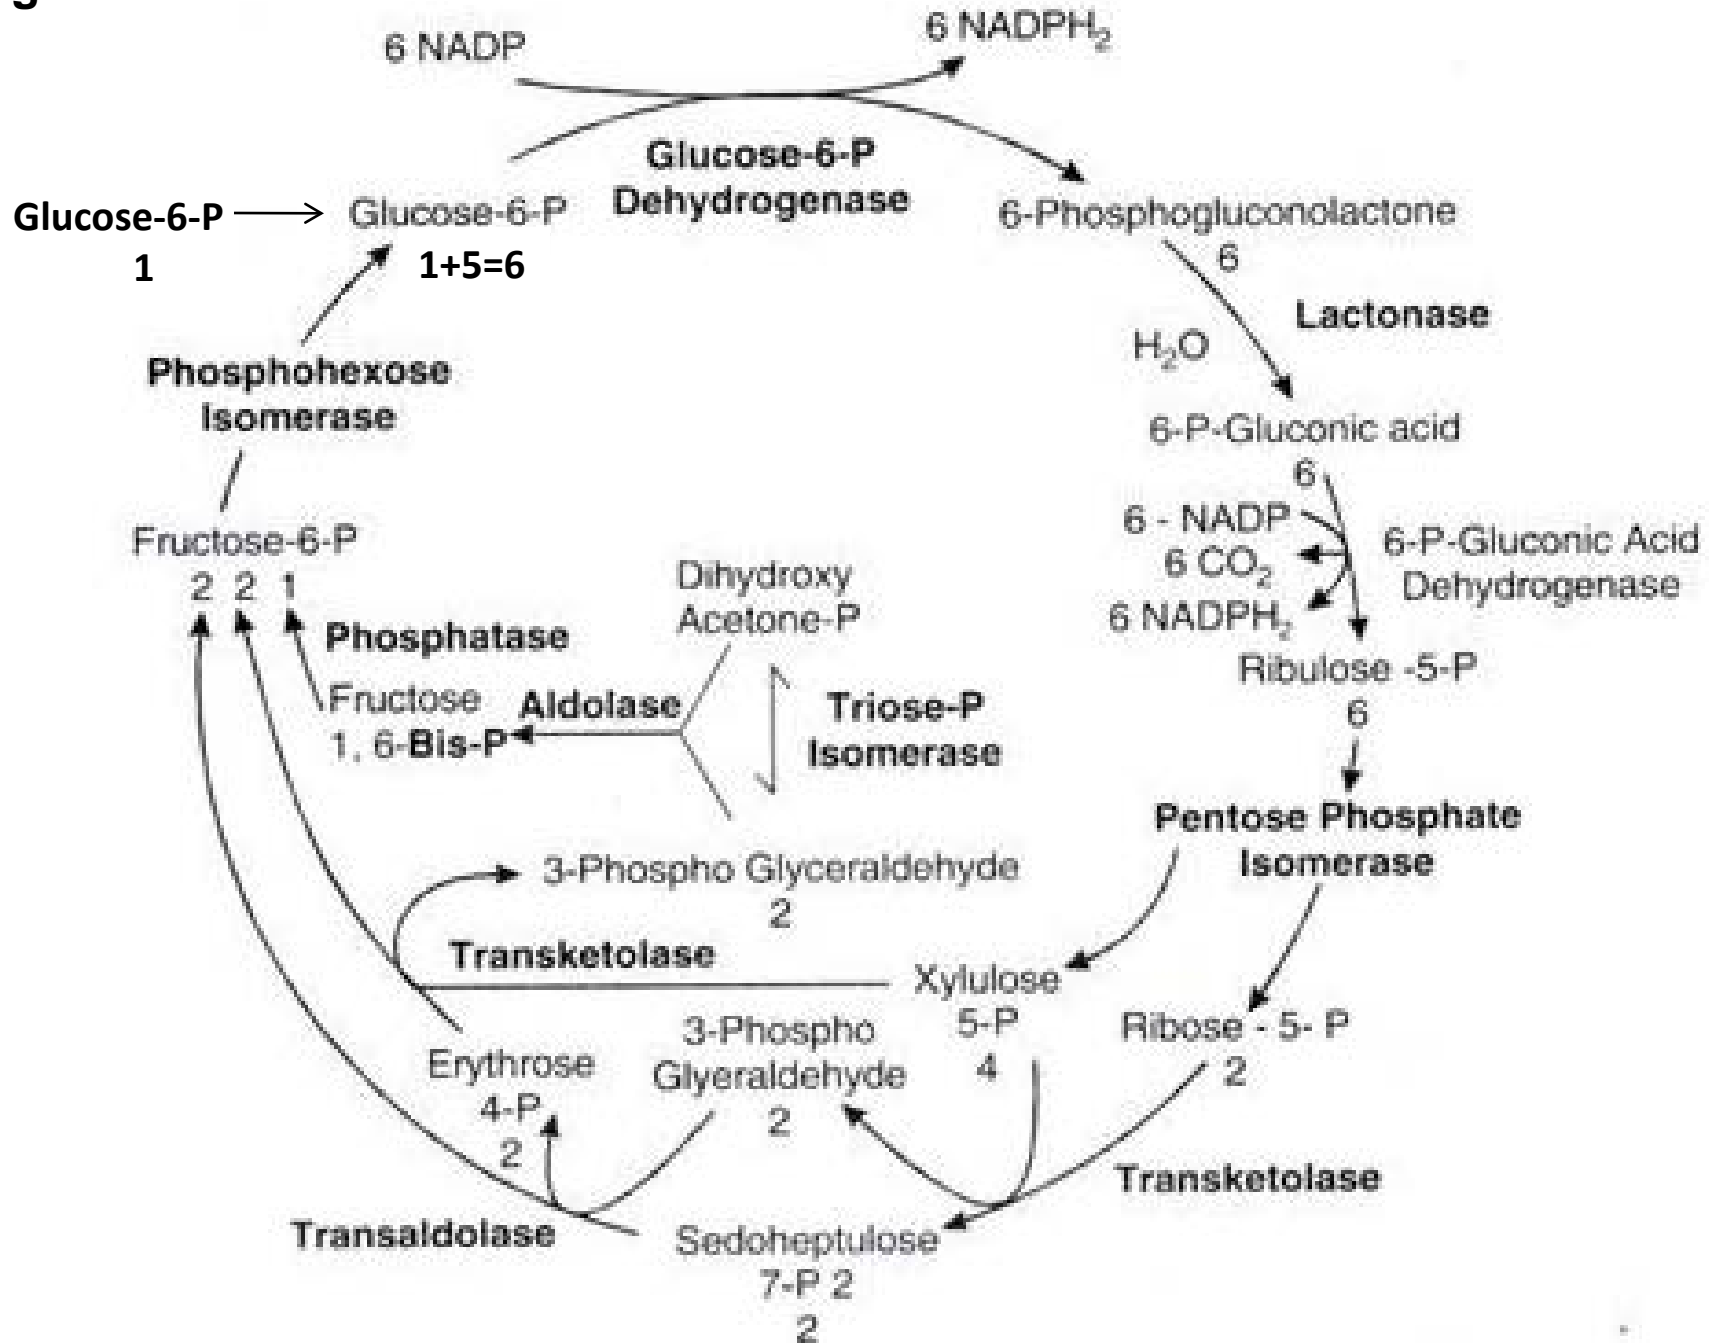 6 NADP
6 NADPH₂
Glucose-6-P
Dehydrogenase
Glucose-6-P
1
Glucose-6-P
1+5=6
6-Phosphogluconolactone
6
Lactonase
H₂O
Phosphohexose
Isomerase
6-P-Gluconic acid
6
6 - NADP
6 CO₂
6 NADPH₂
6-P-Gluconic Acid
Dehydrogenase
Fructose-6-P
2 2 1
Phosphatase
Dihydroxy
Acetone-P
Ribulose -5-P
6
Fructose
1, 6-Bis-P
Aldolase
Triose-P
Isomerase
Pentose Phosphate
Isomerase
3-Phospho Glyceraldehyde
2
Transketolase
Xylulose
5-P
4
Ribose - 5- P
2
3-Phospho
Glyeraldehyde
2
Erythrose
4-P
2
Transketolase
Transaldolase
Sedoheptulose
7-P 2
2